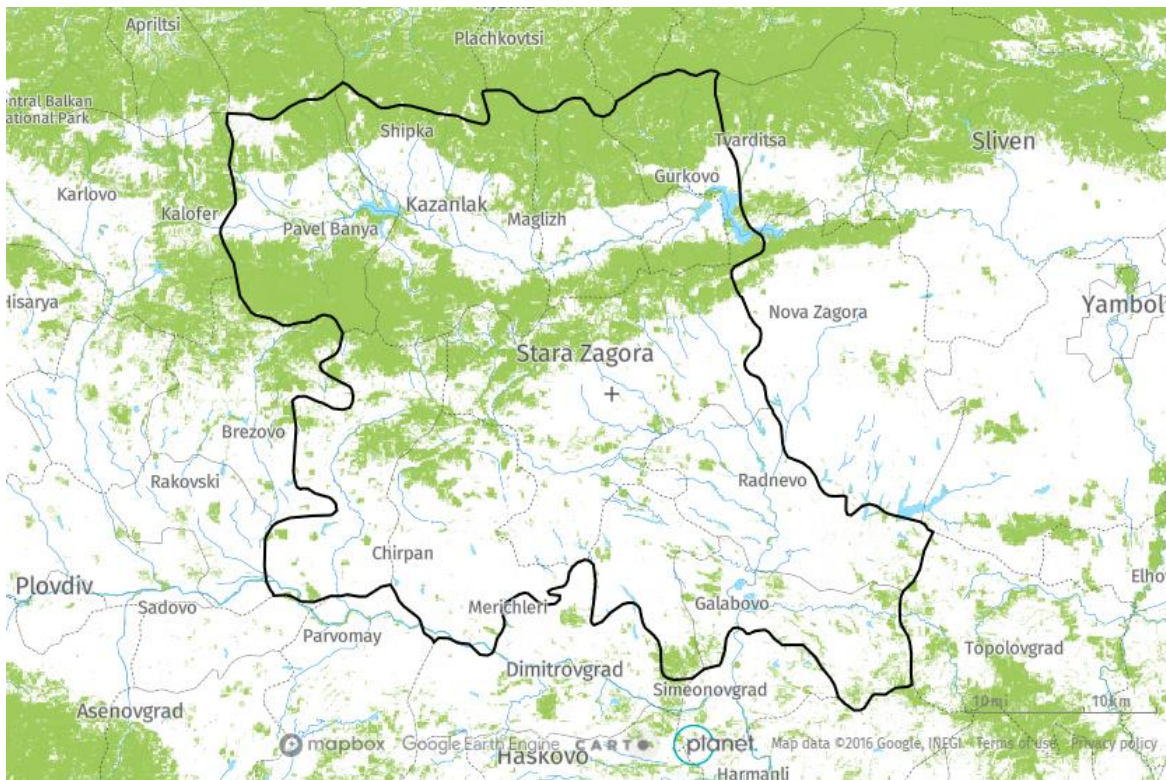 Apriltsi
Plachkovtsi
Central Balkan
National Park
Shipka
Tvarditsa
Sliven
Karlovo
Kalofer
Gurkovo
Kazanlak
Maglizh
Pavel Banya
Hisarya
Nova Zagora
Yambol
Stara Zagora
Brezovo
Rakovski
Radnevo
Chirpan
Plovdiv
Sadovo
Merichleri
Galabovo
Elho
Parvomay
Topolovgrad
Dimitrovgrad
Simeonovgrad
Asenovgrad
10 mi
10 km
mapbox
Google Earth Engine
CARTO
planet.
Map data ©2016 Google, INEGI
Terms of use
Privacy policy
Haskovo
Harmanli